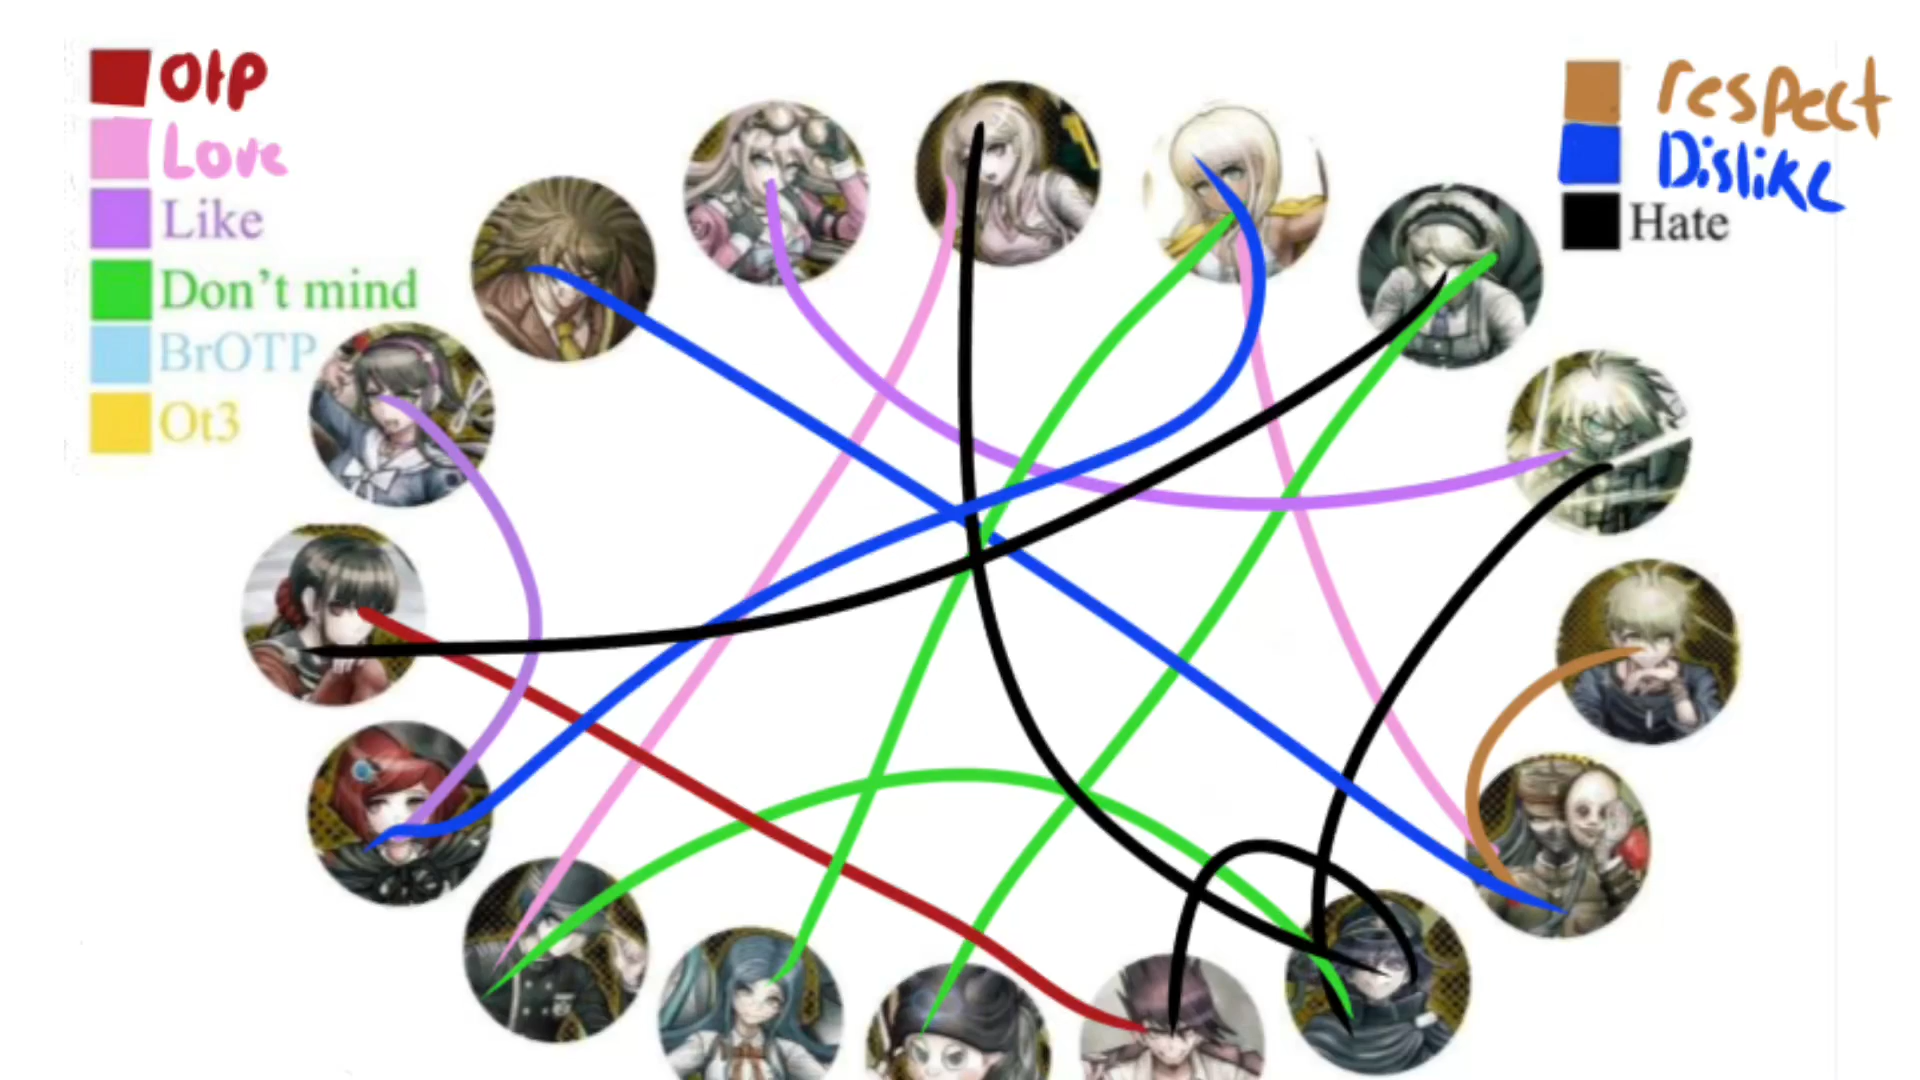 Otp
Love
Like
Don't mind
BrOTP
Ot3
respect
Dislike
Hate